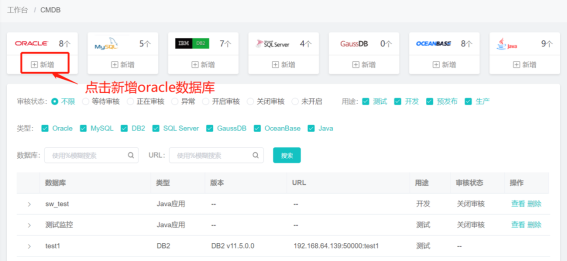 工作台 / CMDB
ORACLE 8个 MySQL 5个 IBM DB2 7个 SQL Server 4个 GaussDB 0个 OCEANBASE 8个 Java 9个
新增 新增 新增 新增 新增 新增 新增
点击新增oracle数据库
审核状态: 不限 等待审核 正在审核 异常 开启审核 关闭审核 未开启 用途: 测试 开发 预发布 生产
类型: Oracle MySQL DB2 SQL Server GaussDB OceanBase Java
数据库: 使用%模糊搜索 URL: 使用%模糊搜索 搜索
数据库 类型 版本 URL 用途 审核状态 操作
> sw_test Java应用 -- -- 开发 关闭审核 查看 删除
> 测试监控 Java应用 -- -- 测试 关闭审核 查看 删除
> test1 DB2 DB2 v11.5.0.0 192.168.64.139:50000:test1 测试 -- 查看 删除